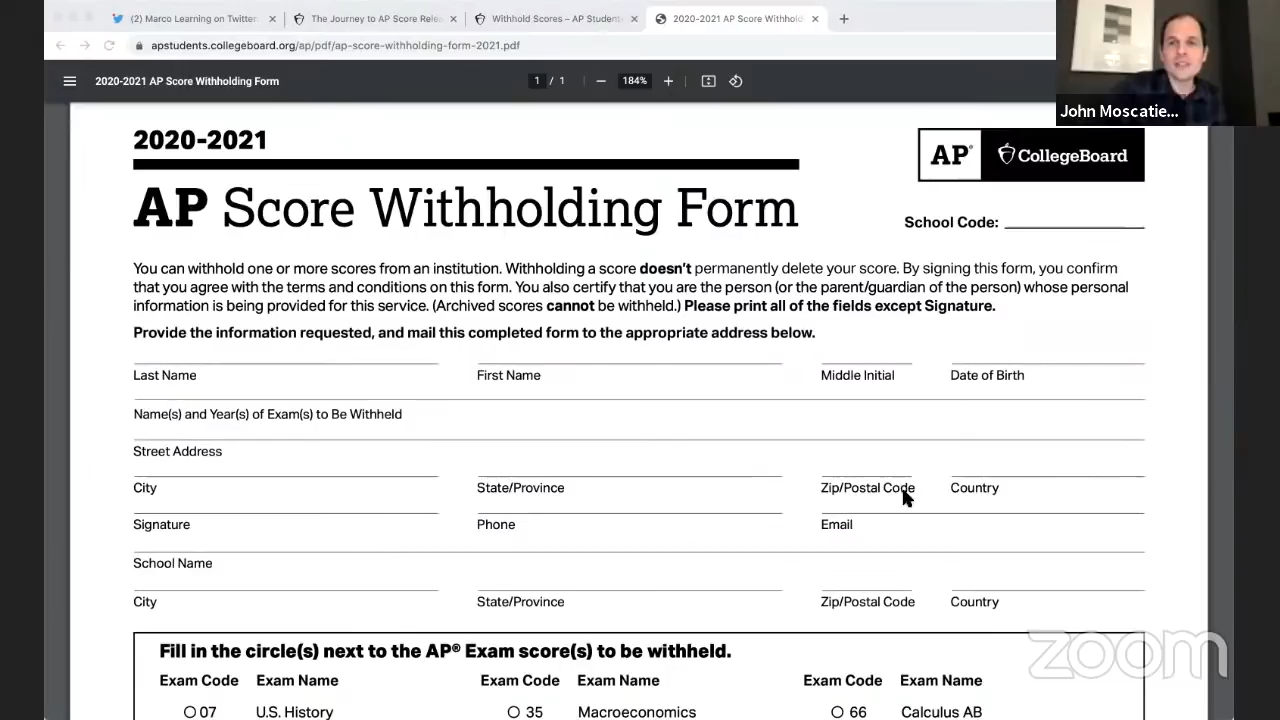 (2) Marco Learning on Twitter
The Journey to AP Score Relea
Withhold Scores – AP Student
2020-2021 AP Score Withhold
apstudents.collegeboard.org/ap/pdf/ap-score-withholding-form-2021.pdf
2020-2021 AP Score Withholding Form
1 / 1
184%
John Moscatie...
2020-2021
AP® CollegeBoard
AP Score Withholding Form
School Code:
You can withhold one or more scores from an institution. Withholding a score doesn't permanently delete your score. By signing this form, you confirm
that you agree with the terms and conditions on this form. You also certify that you are the person (or the parent/guardian of the person) whose personal
information is being provided for this service. (Archived scores cannot be withheld.) Please print all of the fields except Signature.
Provide the information requested, and mail this completed form to the appropriate address below.
Last Name First Name Middle Initial Date of Birth
Name(s) and Year(s) of Exam(s) to Be Withheld
Street Address
City State/Province Zip/Postal Code Country
Signature Phone Email
School Name
City State/Province Zip/Postal Code Country
Fill in the circle(s) next to the AP® Exam score(s) to be withheld.
Exam Code Exam Name Exam Code Exam Name Exam Code Exam Name
07 U.S. History 35 Macroeconomics 66 Calculus AB
zoom